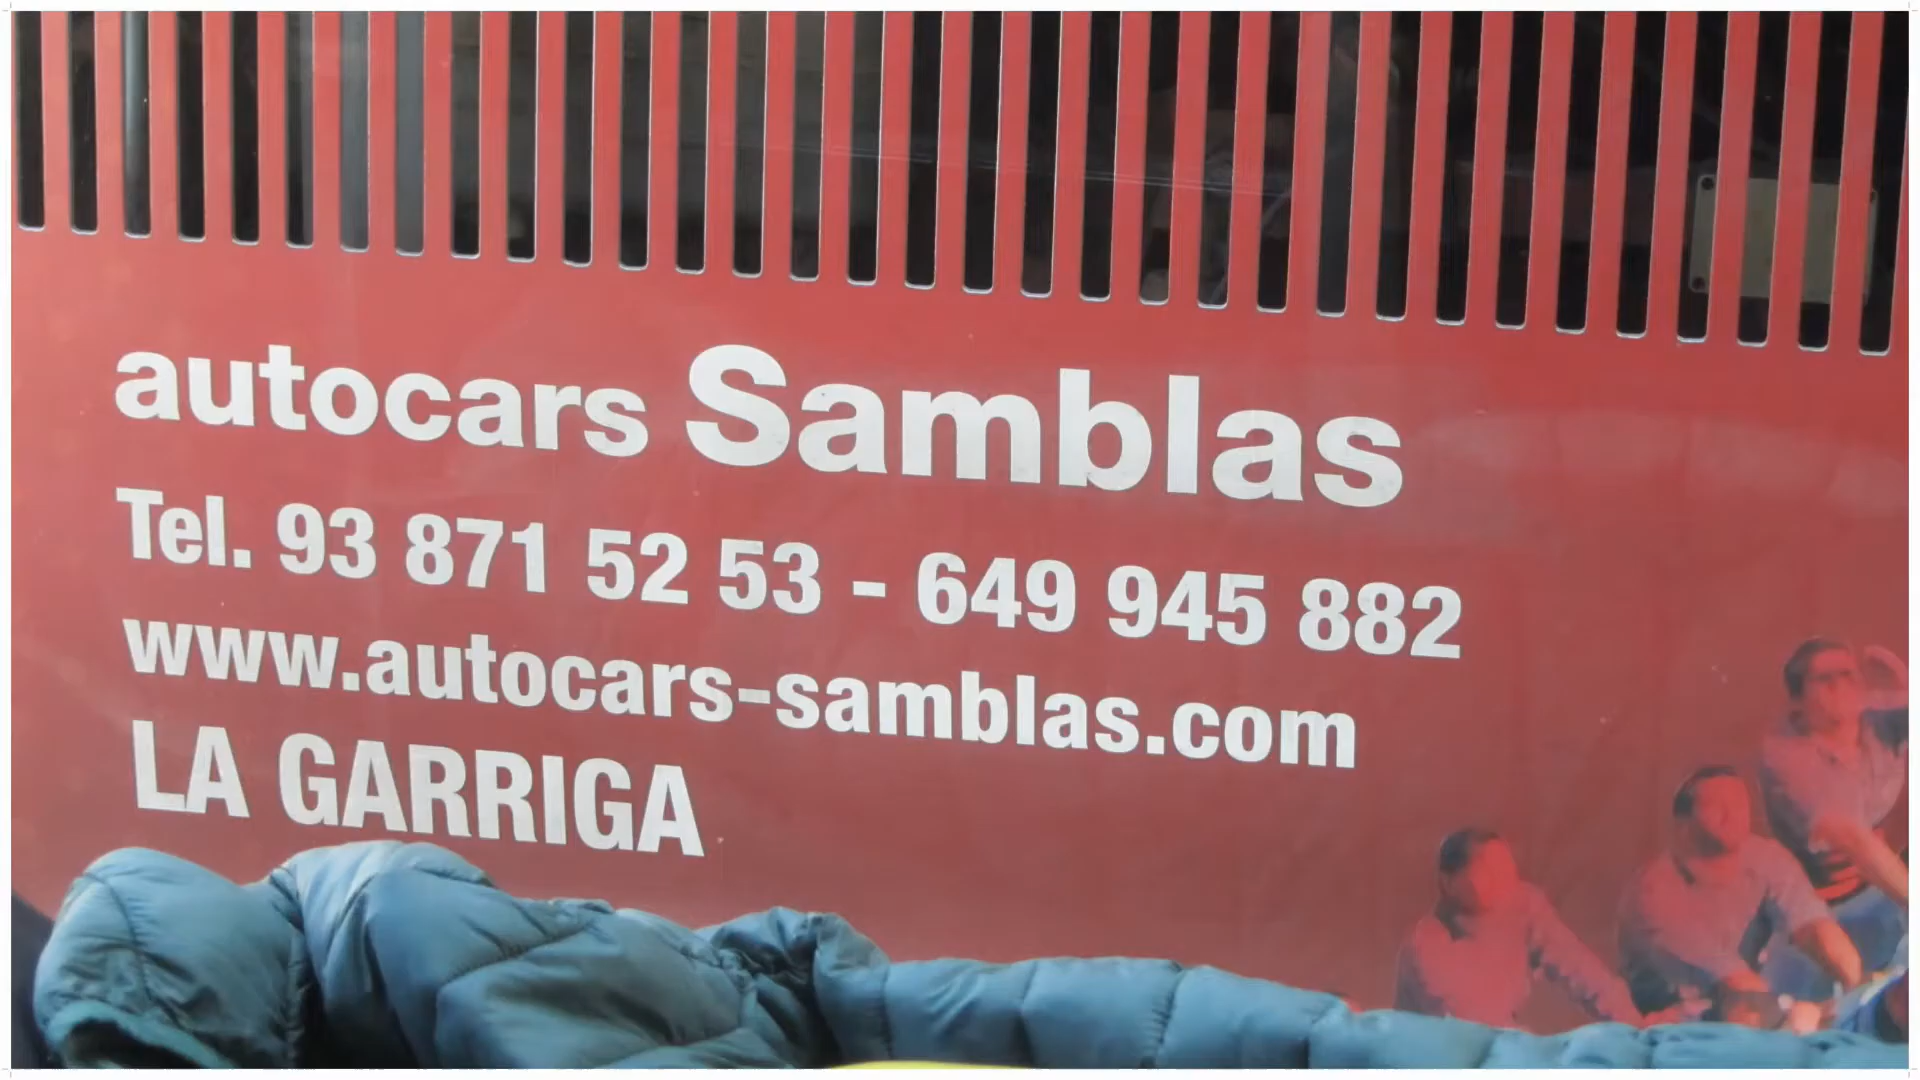 autocars Samblas
Tel. 93 871 52 53 - 649 945 882
www.autocars-samblas.com
LA GARRIGA